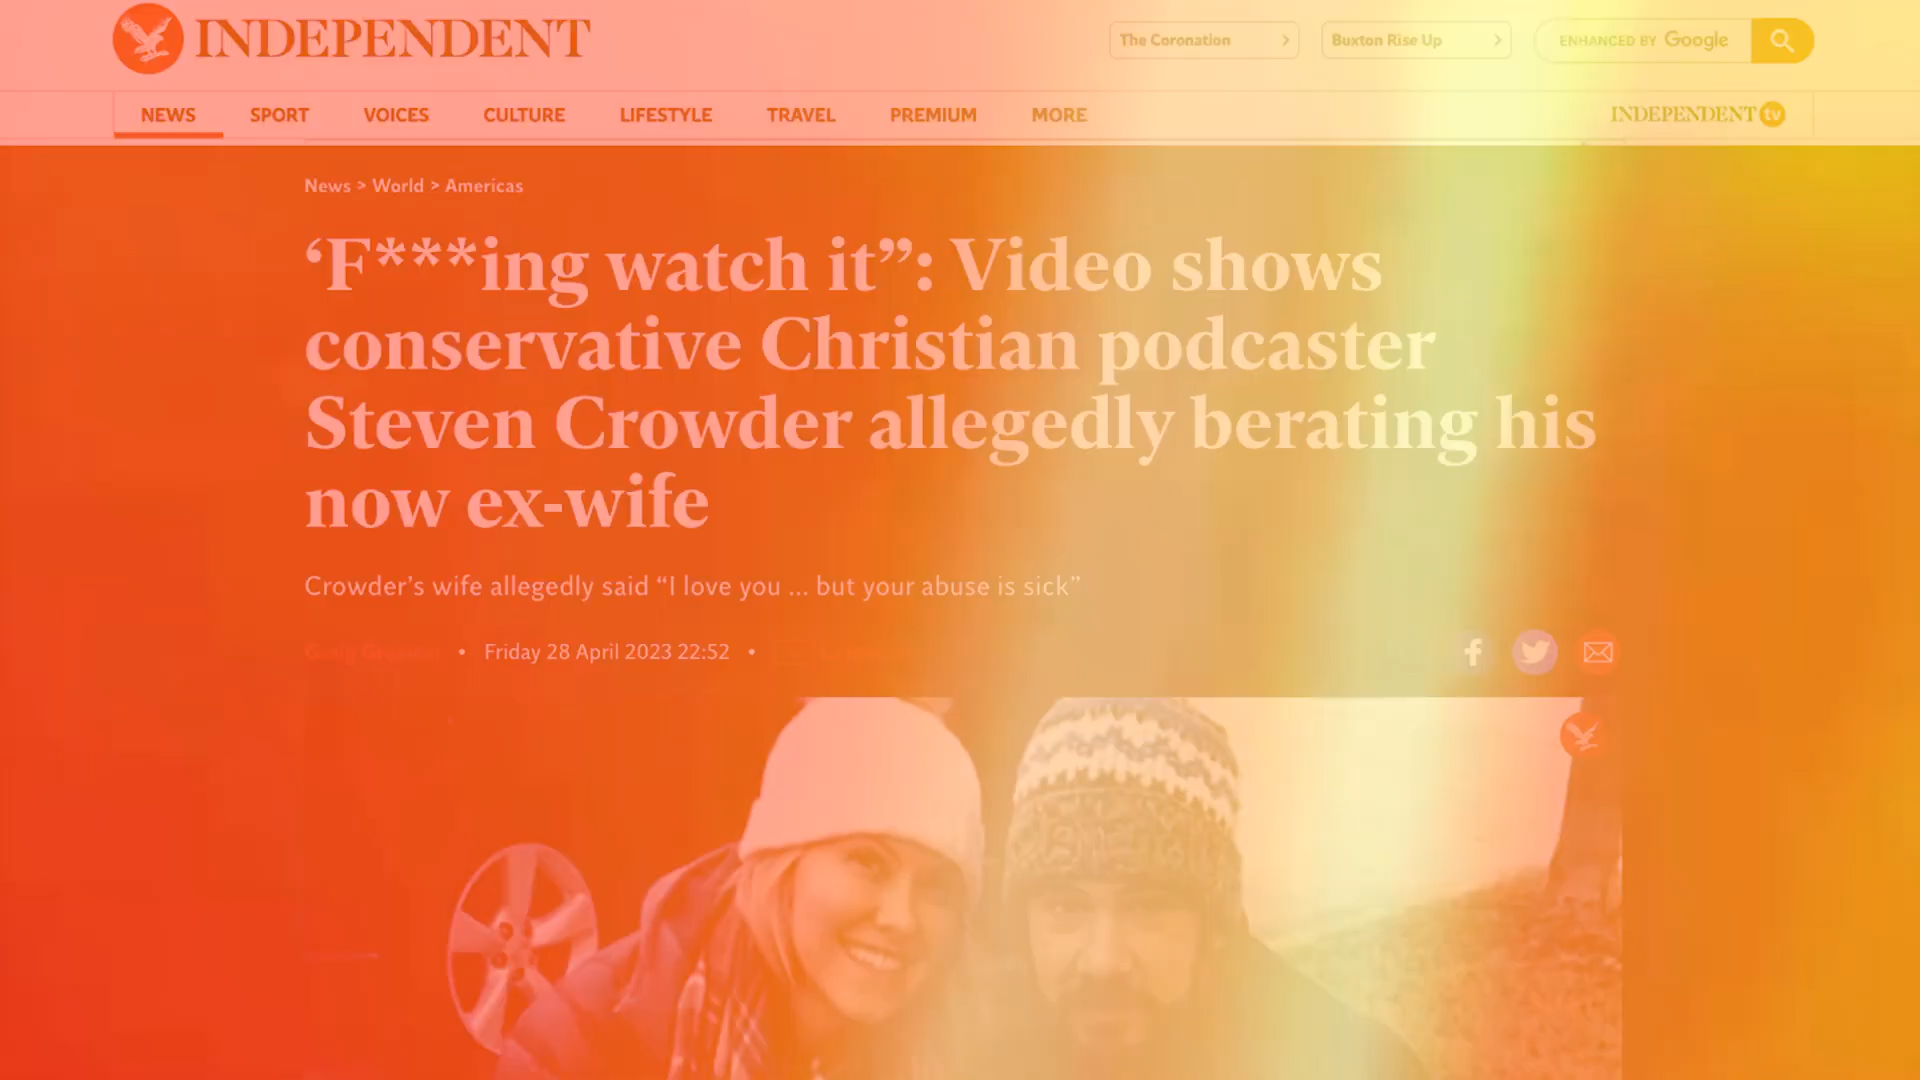 INDEPENDENT
The Coronation
Buxton Rise Up
ENHANCED BY Google
NEWS SPORT VOICES CULTURE LIFESTYLE TRAVEL PREMIUM MORE
INDEPENDENT tv
News > World > Americas
‘F***ing watch it”: Video shows
conservative Christian podcaster
Steven Crowder allegedly berating his
now ex-wife
Crowder’s wife allegedly said “I love you ... but your abuse is sick”
• Friday 28 April 2023 22:52 •